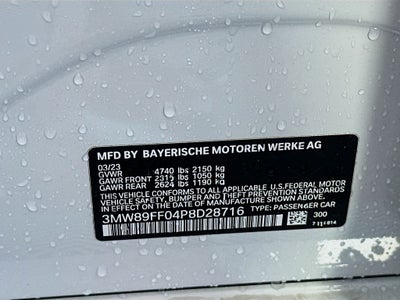 MFD BY BAYERISCHE MOTOREN WERKE AG
03/23
GVWR 4740 lbs 2150 kg
GAWR FRONT 2315 lbs 1050 kg
GAWR REAR 2624 lbs 1190 kg
THIS VEHICLE CONFORMS TO ALL APPLICABLE U.S.FEDERAL MOTOR
VEHICLE SAFETY, BUMPER, AND THEFT PREVENTION STANDARDS
IN EFFECT ON THE DATE OF MANUFACTURE SHOWN ABOVE.
3MW89FF04P8D28716 TYPE: PASSENGER CAR
300